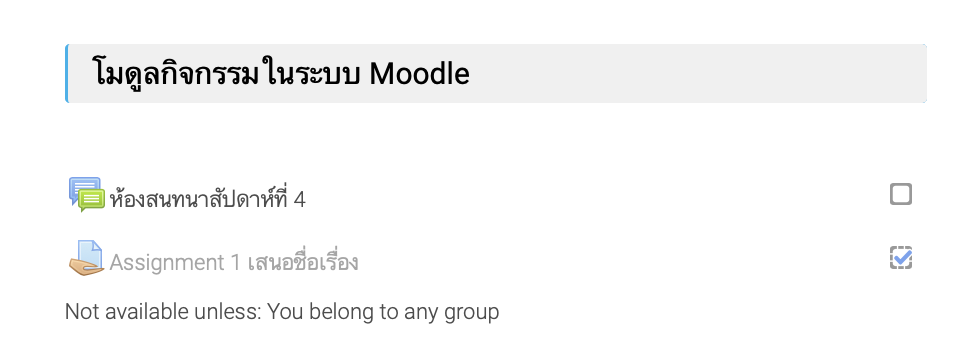 โมดูลกิจกรรมในระบบ Moodle
ห้องสนทนาสัปดาห์ที่ 4
Assignment 1 เสนอชื่อเรื่อง
Not available unless: You belong to any group